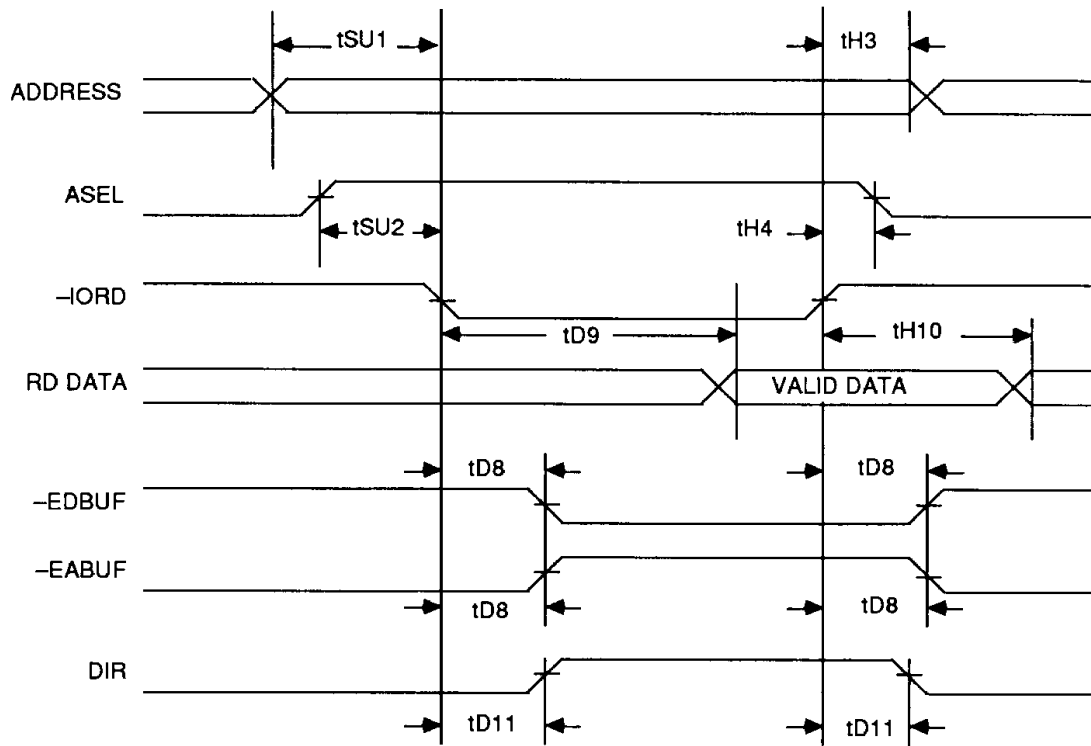 tSU1
tH3
ADDRESS
ASEL
tSU2
tH4
–IORD
tD9
tH10
RD DATA
VALID DATA
tD8
tD8
–EDBUF
–EABUF
tD8
tD8
DIR
tD11
tD11